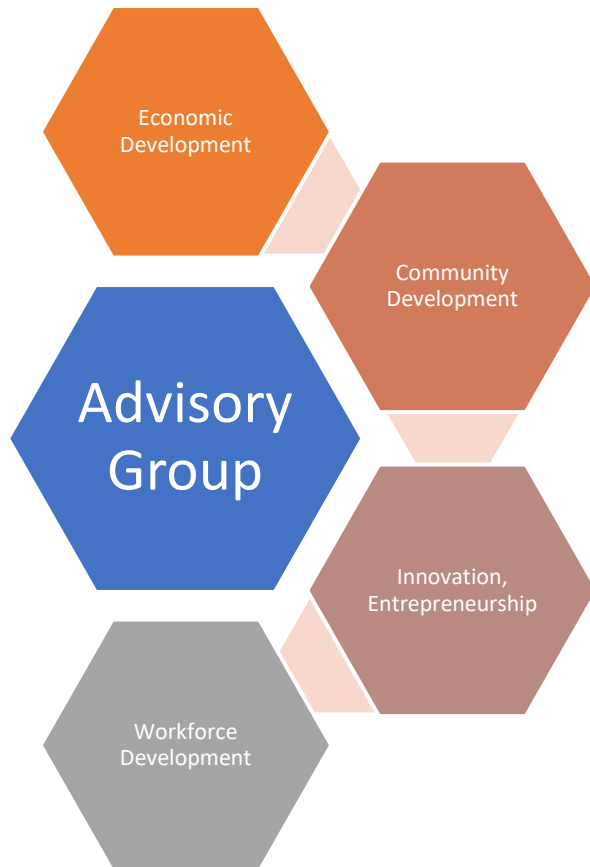 Economic
Development
Community
Development
Advisory
Group
Innovation,
Entrepreneurship
Workforce
Development